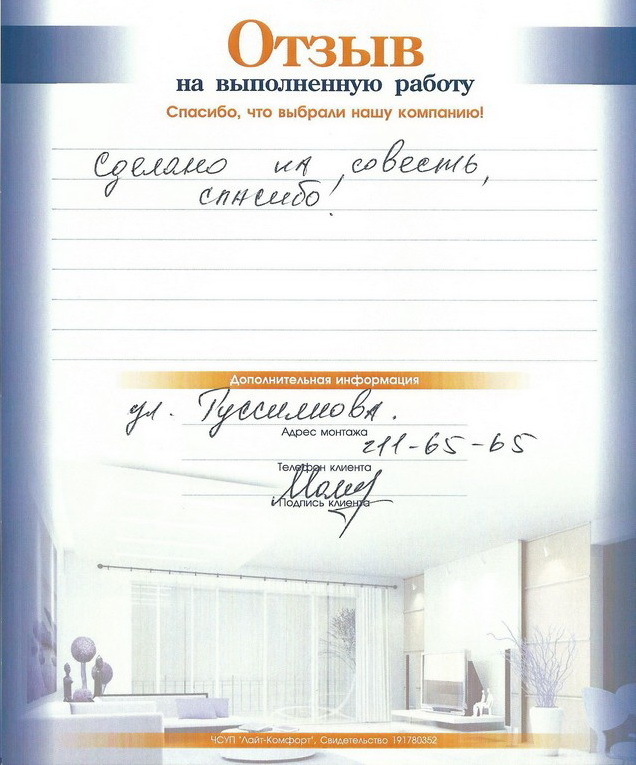 Отзыв
на выполненную работу
Спасибо, что выбрали нашу компанию!
Сделано на совесть,
спасибо!
Дополнительная информация
ул. Руссиянова.
Адрес монтажа
211-65-65
Телефон клиента
Подпись клиента
ЧСУП "Лайт-Комфорт", Свидетельство 191780352